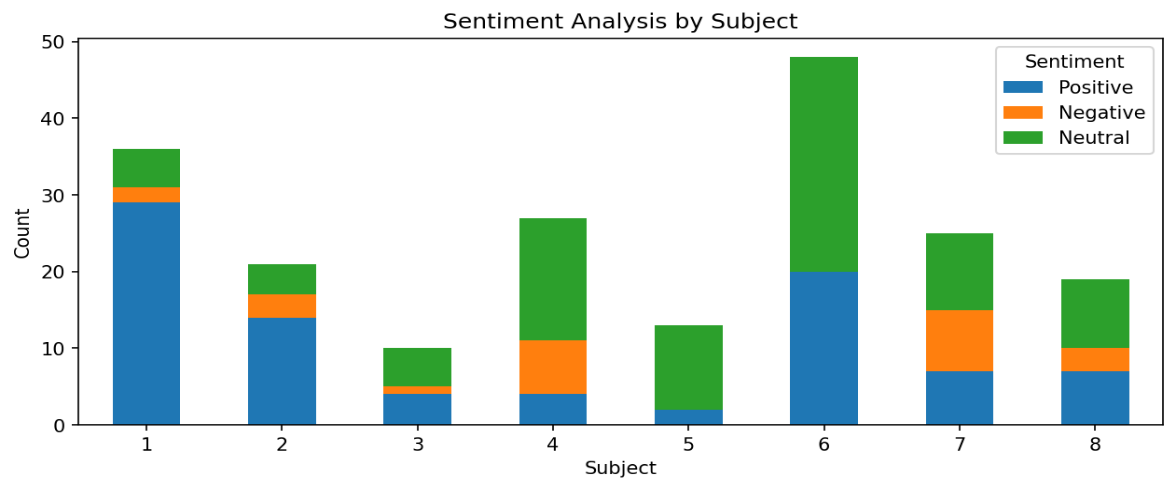 Sentiment Analysis by Subject
50
40
30
20
10
0
Count
Sentiment
Positive
Negative
Neutral
1 2 3 4 5 6 7 8
Subject